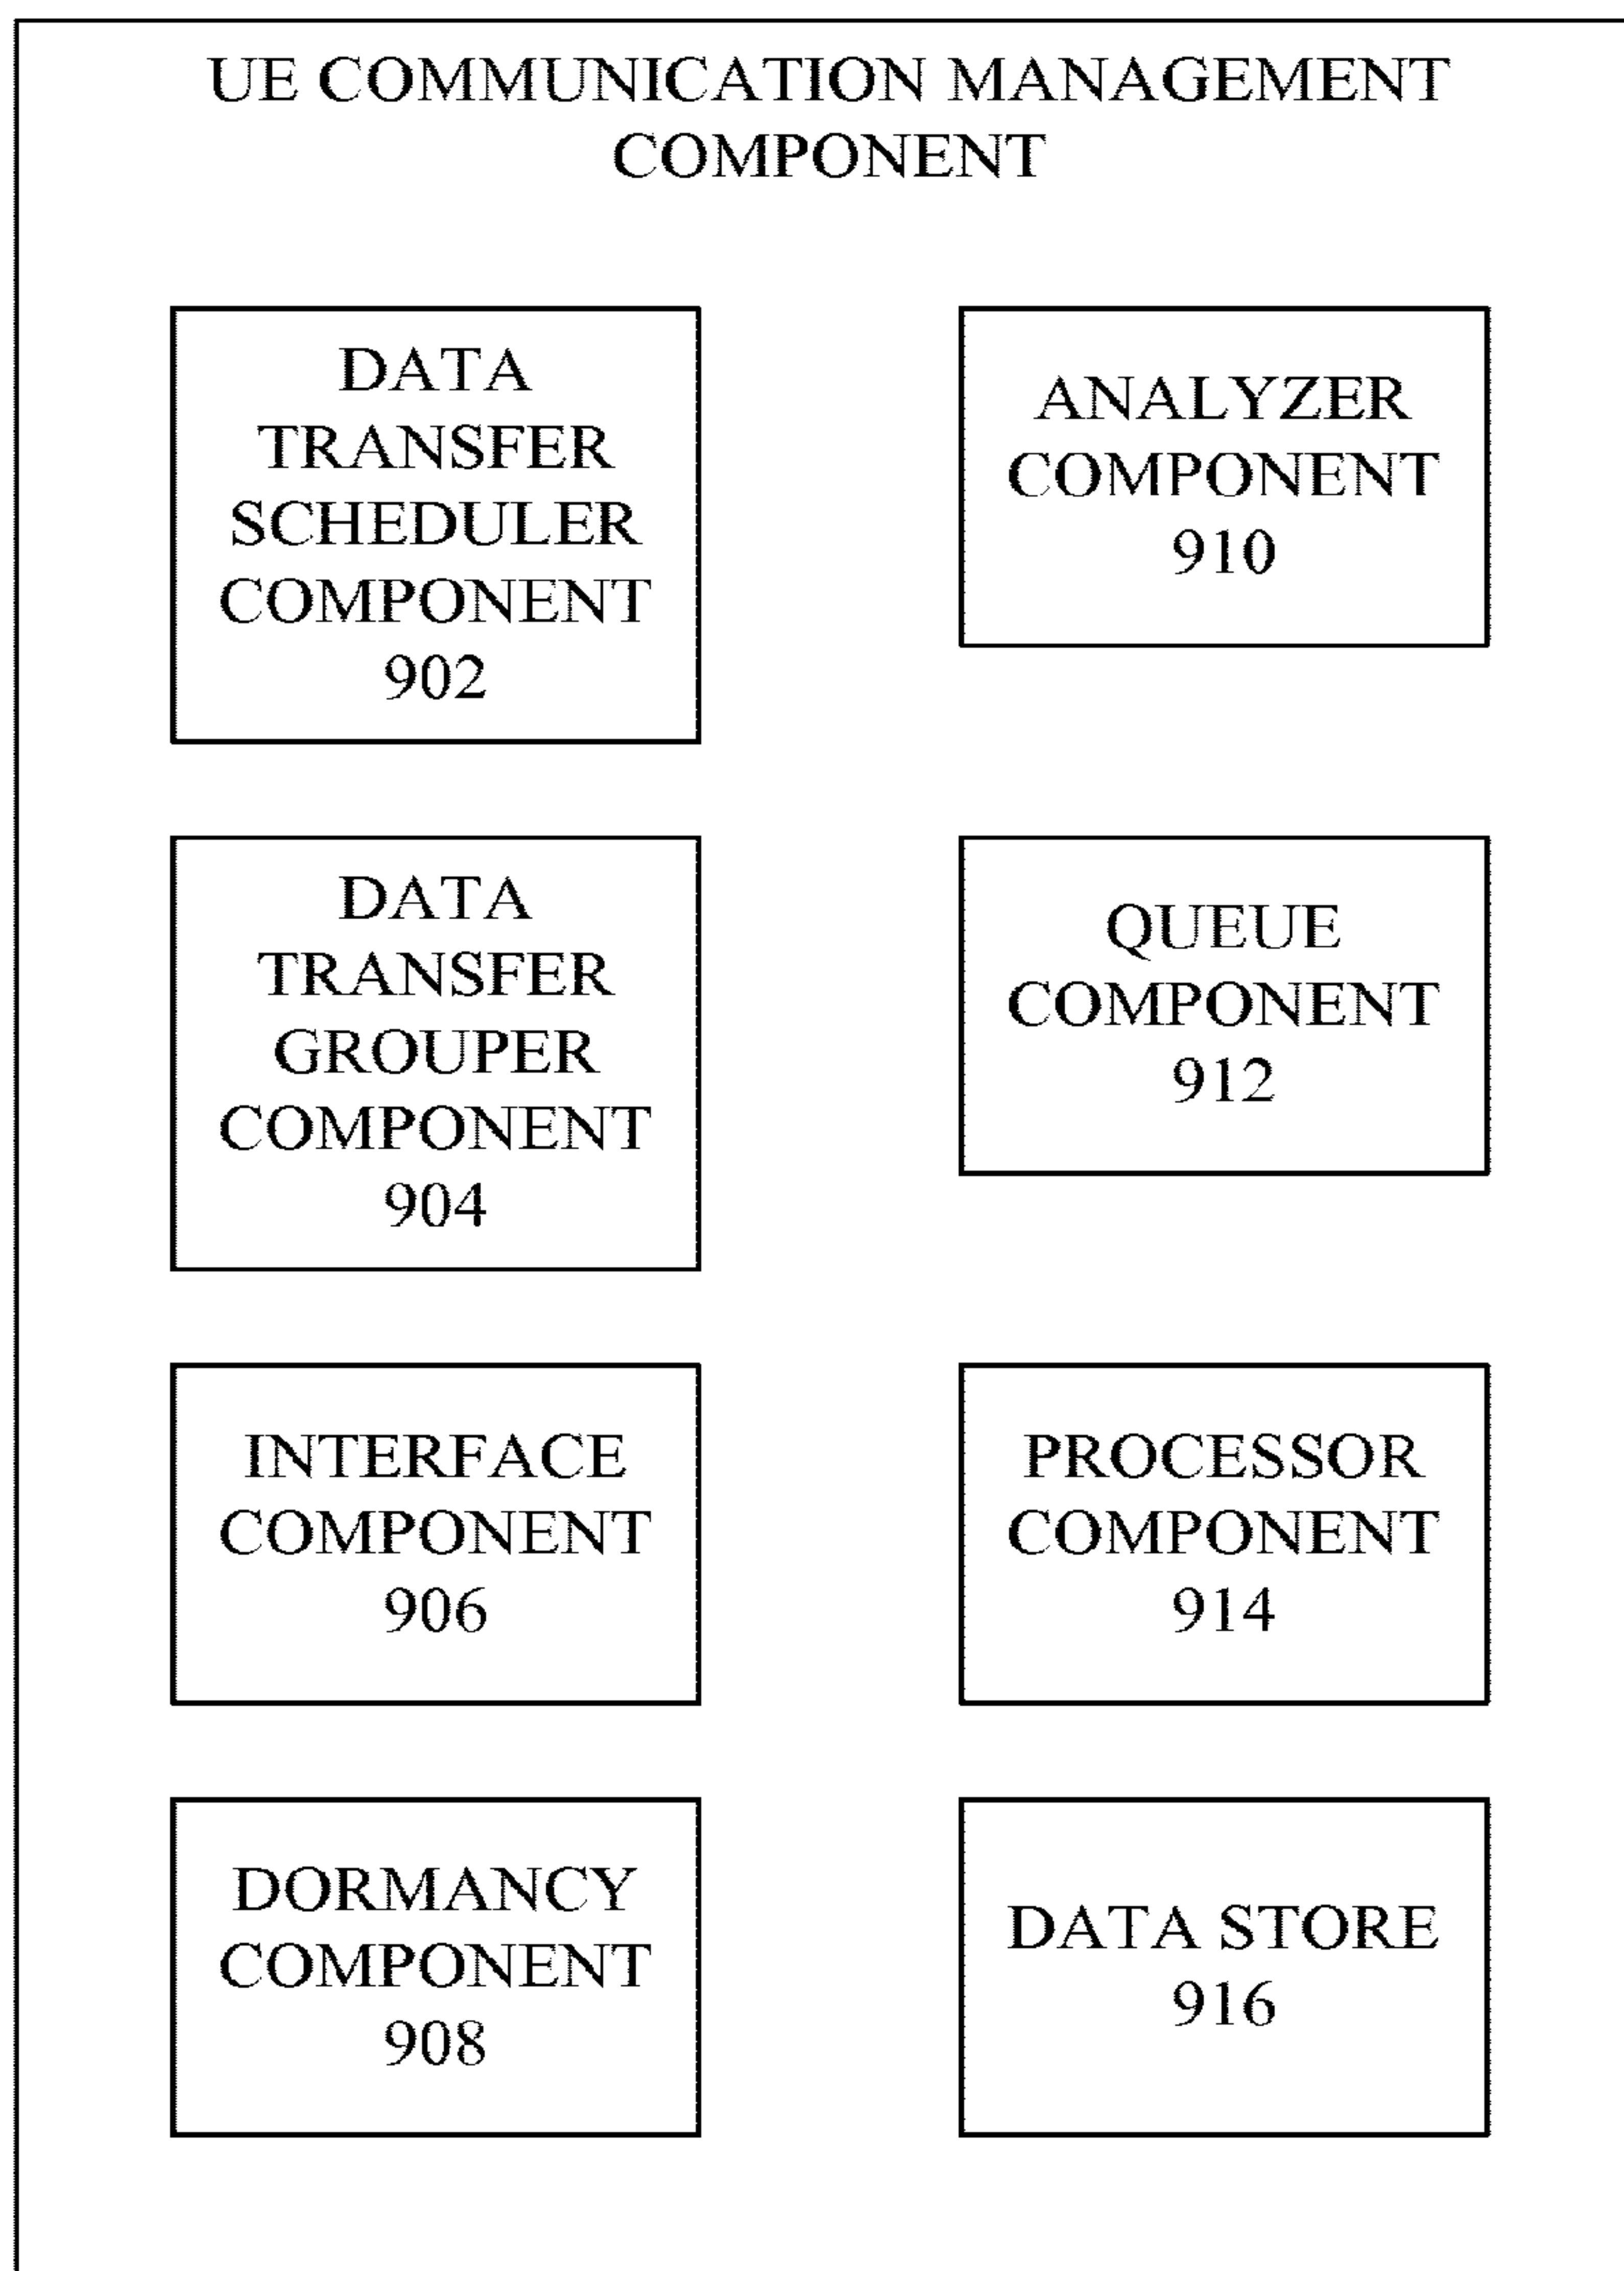 UE COMMUNICATION MANAGEMENT
COMPONENT
DATA
TRANSFER
SCHEDULER
COMPONENT
902
DATA
TRANSFER
GROUPER
COMPONENT
904
INTERFACE
COMPONENT
906
DORMANCY
COMPONENT
908
ANALYZER
COMPONENT
910
QUEUE
COMPONENT
912
PROCESSOR
COMPONENT
914
DATA STORE
916